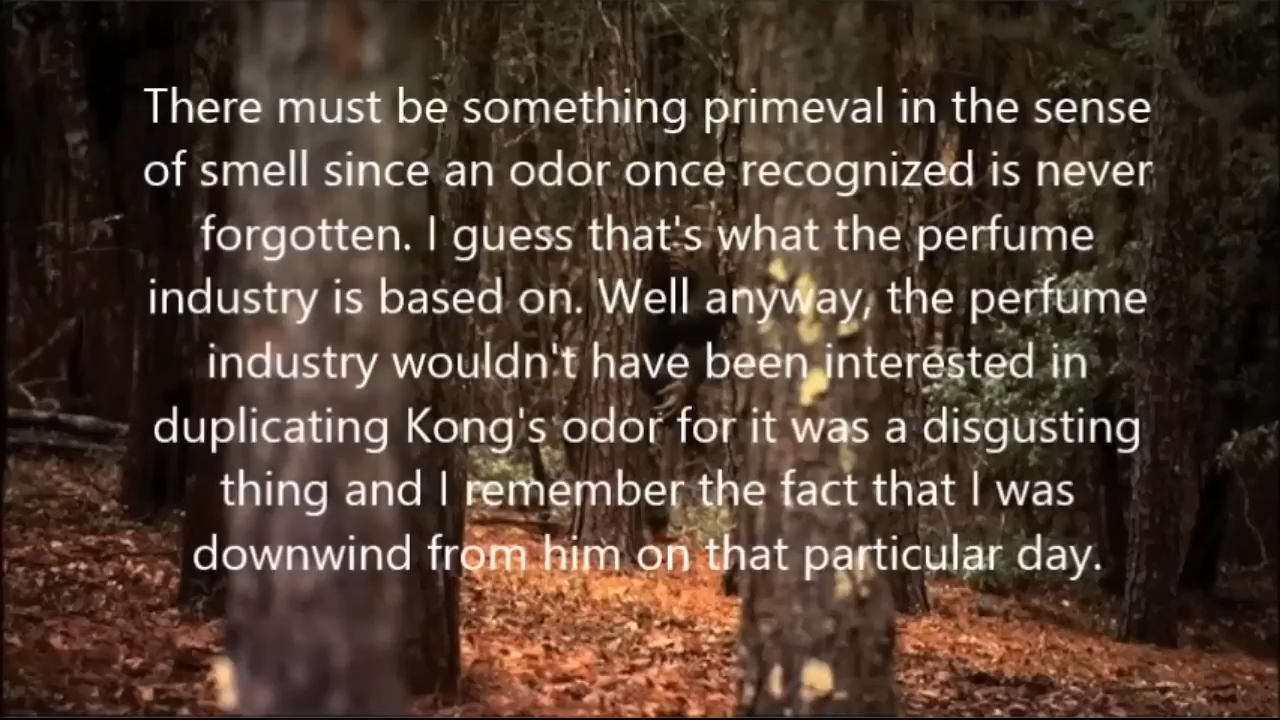 There must be something primeval in the sense
of smell since an odor once recognized is never
forgotten. I guess that's what the perfume
industry is based on. Well anyway, the perfume
industry wouldn't have been interested in
duplicating Kong's odor for it was a disgusting
thing and I remember the fact that I was
downwind from him on that particular day.